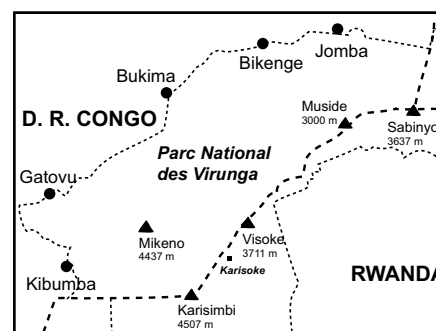 Jomba
Bikenge
Bukima
Muside
3000 m
D. R. CONGO
Sabinyo
3637 m
Parc National
des Virunga
Gatovu
Mikeno
4437 m
Visoke
3711 m
Karisoke
Kibumba
RWANDA
Karisimbi
4507 m